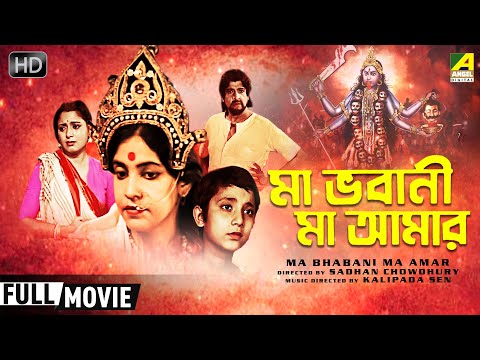 HD
ANGEL
DIGITAL
মা ভবানী
মা আমার
MA BHABANI MA AMAR
DIRECTED BY SADHAN CHOWDHURY
MUSIC DIRECTED BY KALIPADA SEN
FULL MOVIE